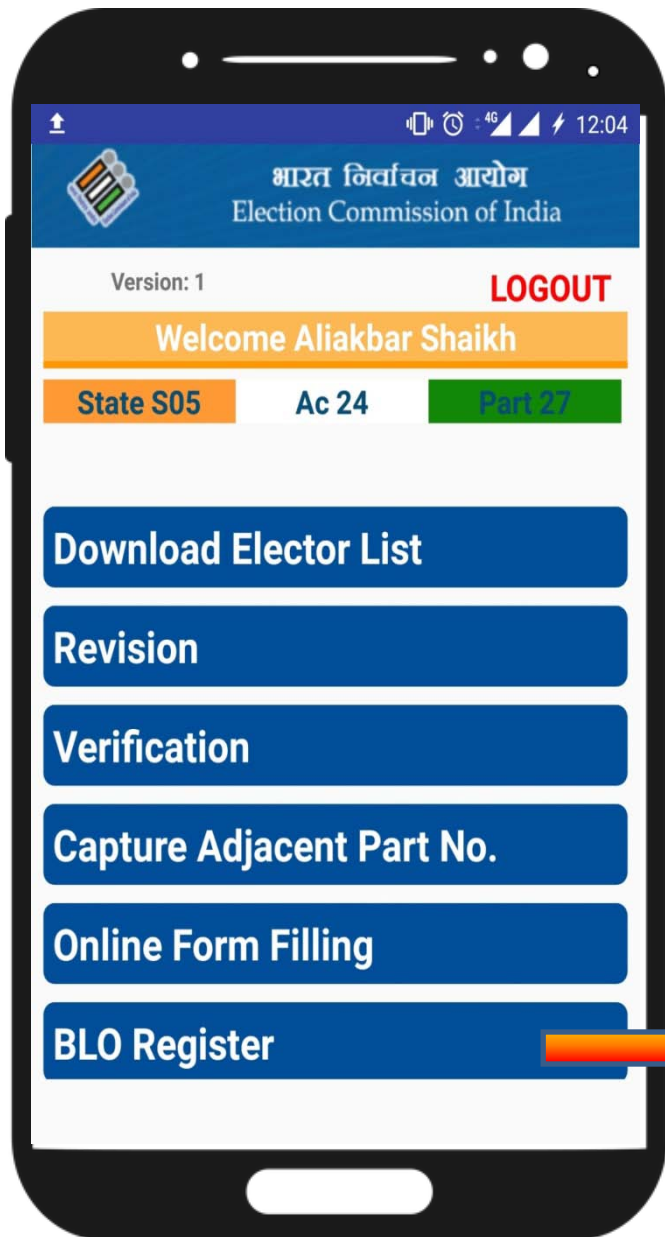 4G 12:04
भारत निर्वाचन आयोग
Election Commission of India
Version: 1
LOGOUT
Welcome Aliakbar Shaikh
State S05 Ac 24 Part 27
Download Elector List
Revision
Verification
Capture Adjacent Part No.
Online Form Filling
BLO Register